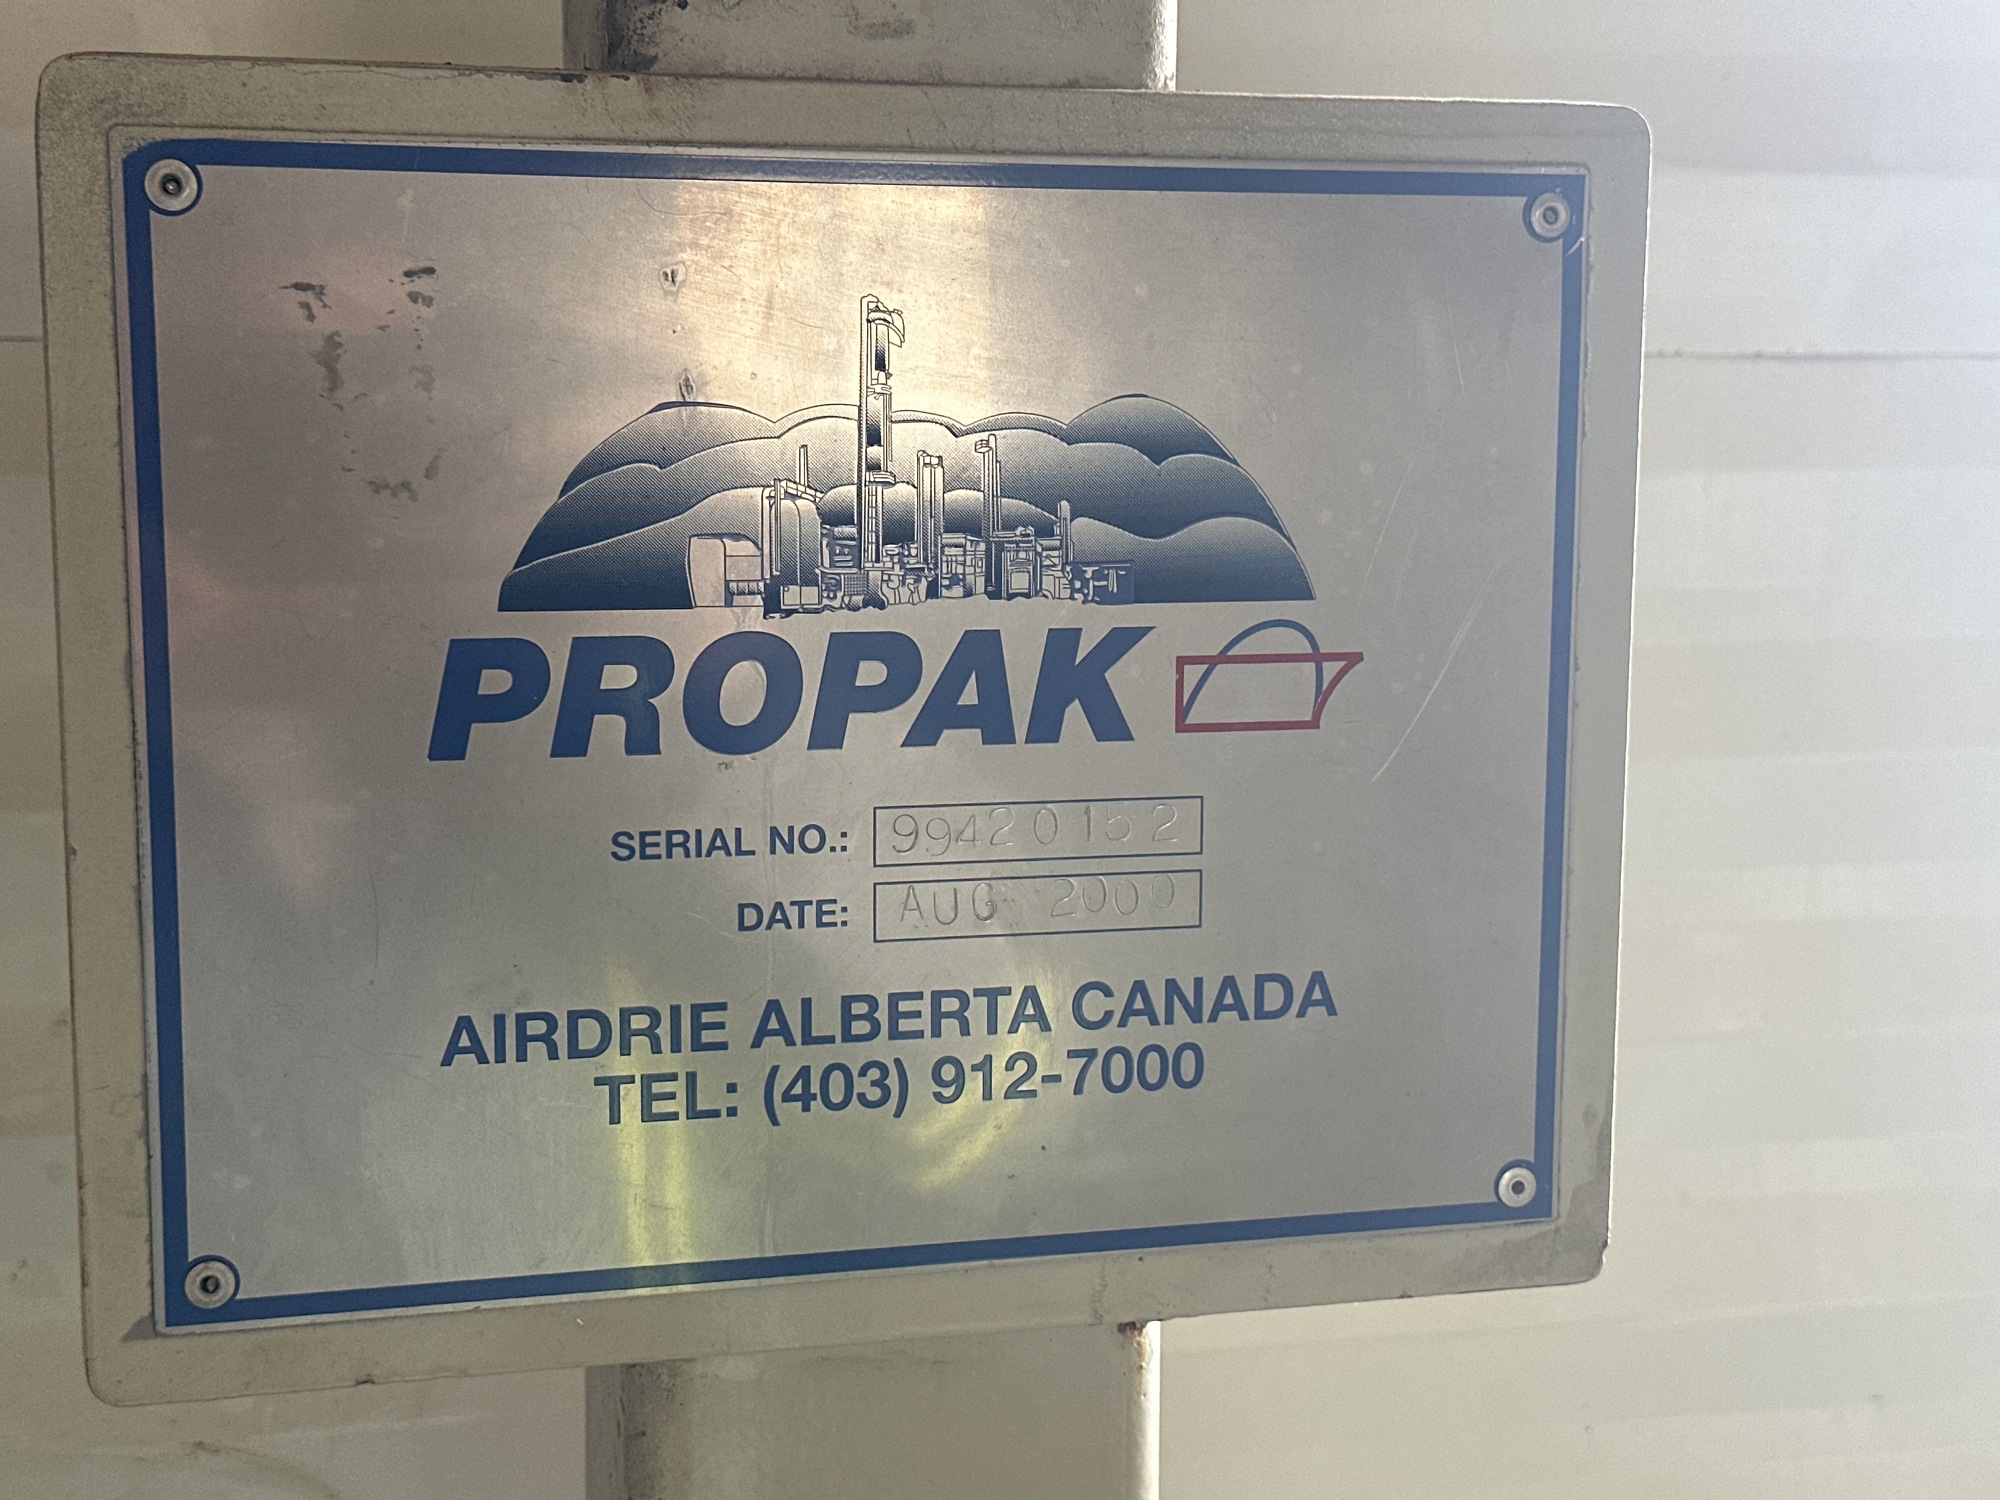 PROPAK
SERIAL NO.: 99420152
DATE: AUG 2000
AIRDRIE ALBERTA CANADA
TEL: (403) 912-7000